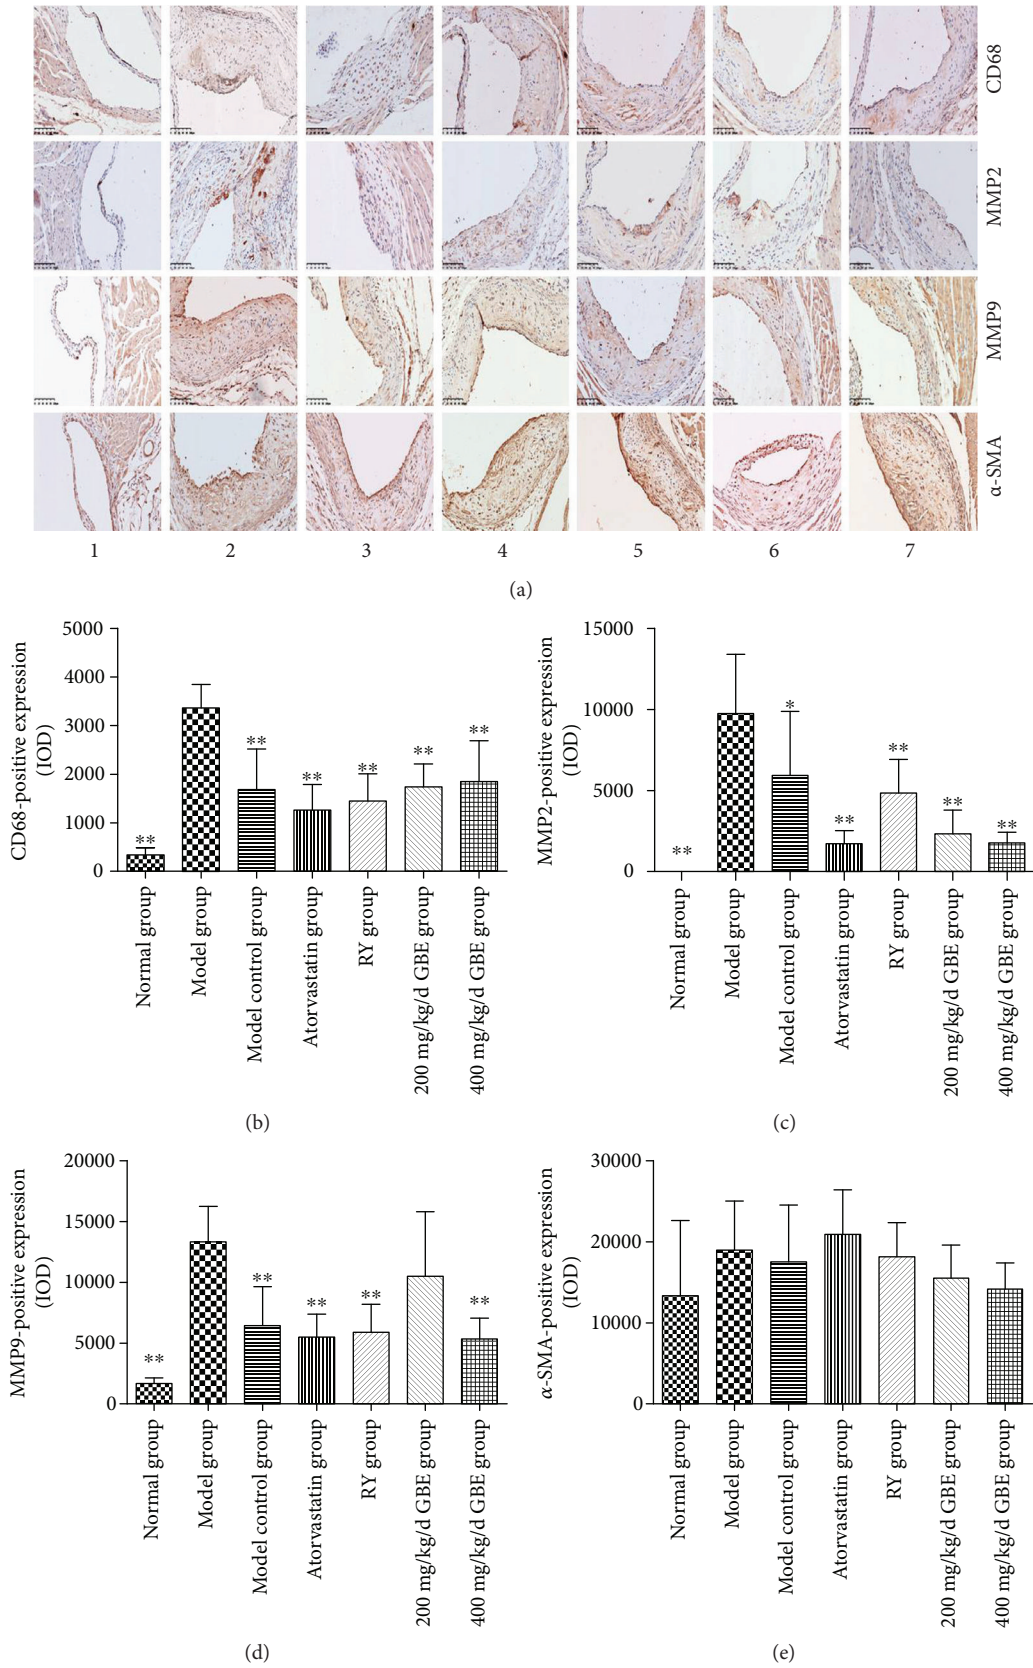 CD68
MMP2
MMP9
α-SMA
1 2 3 4 5 6 7
(a)
CD68-positive expression
(IOD)
5000
4000
3000
2000
1000
0
**
**
**
**
**
**
Normal group
Model group
Model control group
Atorvastatin group
RY group
200 mg/kg/d GBE group
400 mg/kg/d GBE group
(b)
MMP2-positive expression
(IOD)
15000
10000
5000
0
**
*
**
**
**
**
Normal group
Model group
Model control group
Atorvastatin group
RY group
200 mg/kg/d GBE group
400 mg/kg/d GBE group
(c)
MMP9-positive expression
(IOD)
20000
15000
10000
5000
0
**
**
**
**
**
Normal group
Model group
Model control group
Atorvastatin group
RY group
200 mg/kg/d GBE group
400 mg/kg/d GBE group
(d)
α-SMA-positive expression
(IOD)
30000
20000
10000
0
Normal group
Model group
Model control group
Atorvastatin group
RY group
200 mg/kg/d GBE group
400 mg/kg/d GBE group
(e)